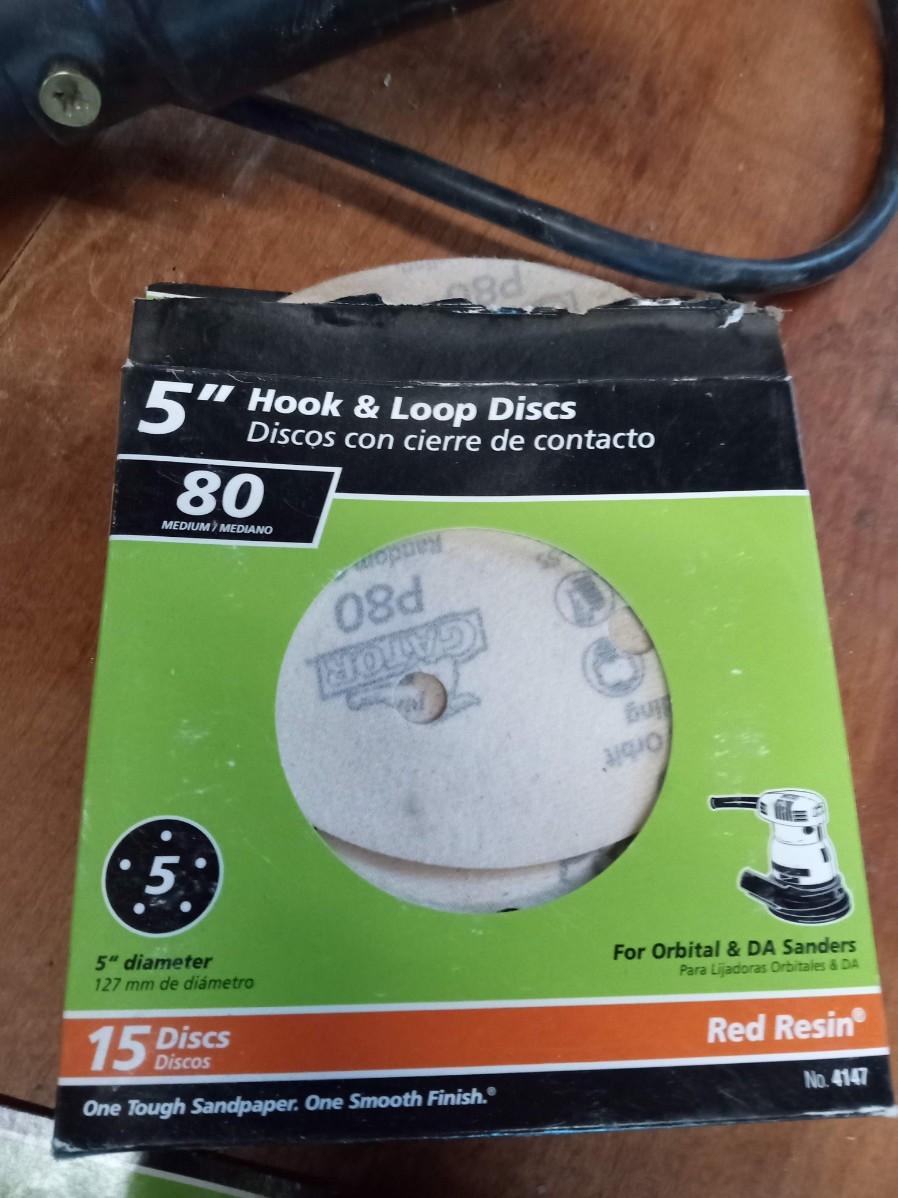 P80
5" Hook & Loop Discs
Discos con cierre de contacto
80
MEDIUM / MEDIANO
Random
5"
P80
GATOR
ding
Orbit
5
5" diameter
127 mm de diámetro
For Orbital & DA Sanders
Para Lijadoras Orbitales & DA
15 Discs
Discos
Red Resin®
No. 4147
One Tough Sandpaper. One Smooth Finish.®